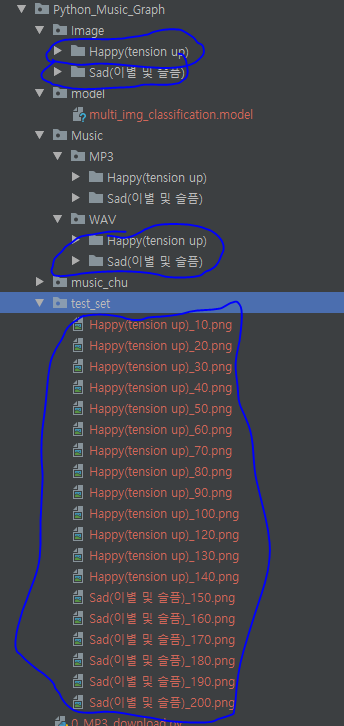 Python_Music_Graph
Image
Happy(tension up)
Sad(이별 및 슬픔)
model
multi_img_classification.model
Music
MP3
Happy(tension up)
Sad(이별 및 슬픔)
WAV
Happy(tension up)
Sad(이별 및 슬픔)
music_chu
test_set
Happy(tension up)_10.png
Happy(tension up)_20.png
Happy(tension up)_30.png
Happy(tension up)_40.png
Happy(tension up)_50.png
Happy(tension up)_60.png
Happy(tension up)_70.png
Happy(tension up)_80.png
Happy(tension up)_90.png
Happy(tension up)_100.png
Happy(tension up)_120.png
Happy(tension up)_130.png
Happy(tension up)_140.png
Sad(이별 및 슬픔)_150.png
Sad(이별 및 슬픔)_160.png
Sad(이별 및 슬픔)_170.png
Sad(이별 및 슬픔)_180.png
Sad(이별 및 슬픔)_190.png
Sad(이별 및 슬픔)_200.png
0_MP3_download.py